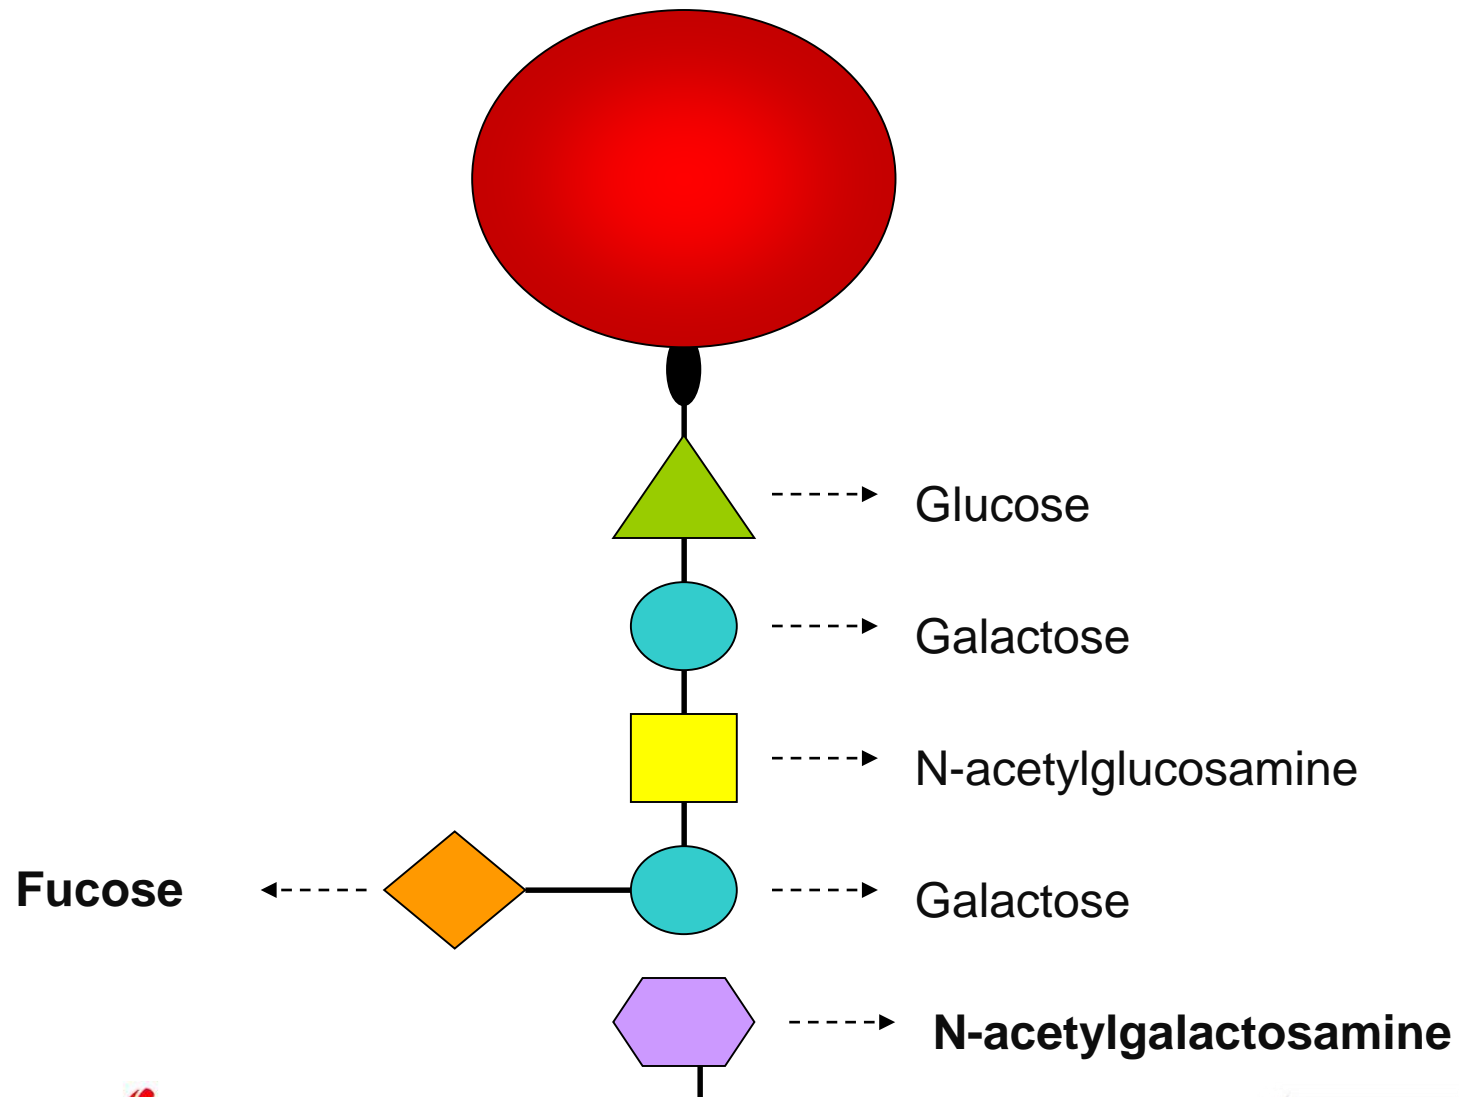 Glucose
Galactose
N-acetylglucosamine
Fucose
Galactose
N-acetylgalactosamine